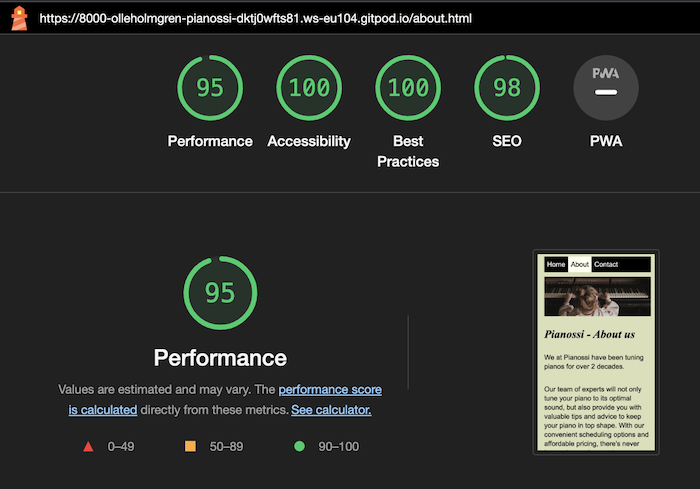 https://8000-olleholmgren-pianossi-dktj0wfts81.ws-eu104.gitpod.io/about.html
95
100
100
98
PWA
Performance
Accessibility
Best
Practices
SEO
PWA
95
Performance
Values are estimated and may vary. The performance score
is calculated directly from these metrics. See calculator.
0–49
50–89
90–100
Home About Contact
Pianossi - About us
We at Pianossi have been tuning
pianos for over 2 decades.
Our team of experts will not only
tune your piano to its optimal
sound, but also provide you with
valuable tips and advice to keep
your piano in top shape. With our
convenient scheduling options and
affordable pricing, there's never